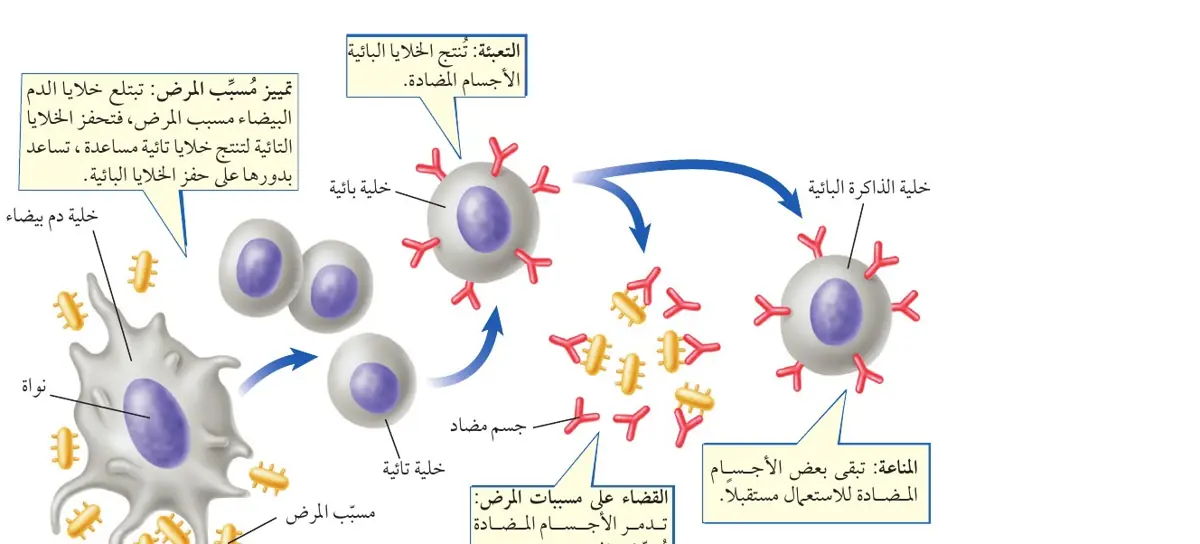 التعبئة: تُنتج الخلايا البائية
الأجسام المضادة.
تمييز مُسبِّب المرض: تبتلع خلايا الدم
البيضاء مسبب المرض، فتحفز الخلايا
التائية لتنتج خلايا تائية مساعدة، تساعد
بدورها على حفز الخلايا البائية.
خلية الذاكرة البائية
خلية بائية
خلية دم بيضاء
نواة
جسم مضاد
خلية تائية
المناعة: تبقى بعض الأجسام
المضادة للاستعمال مستقبلاً.
القضاء على مسببات المرض:
تدمر الأجسام المضادة
مسبّب المرض